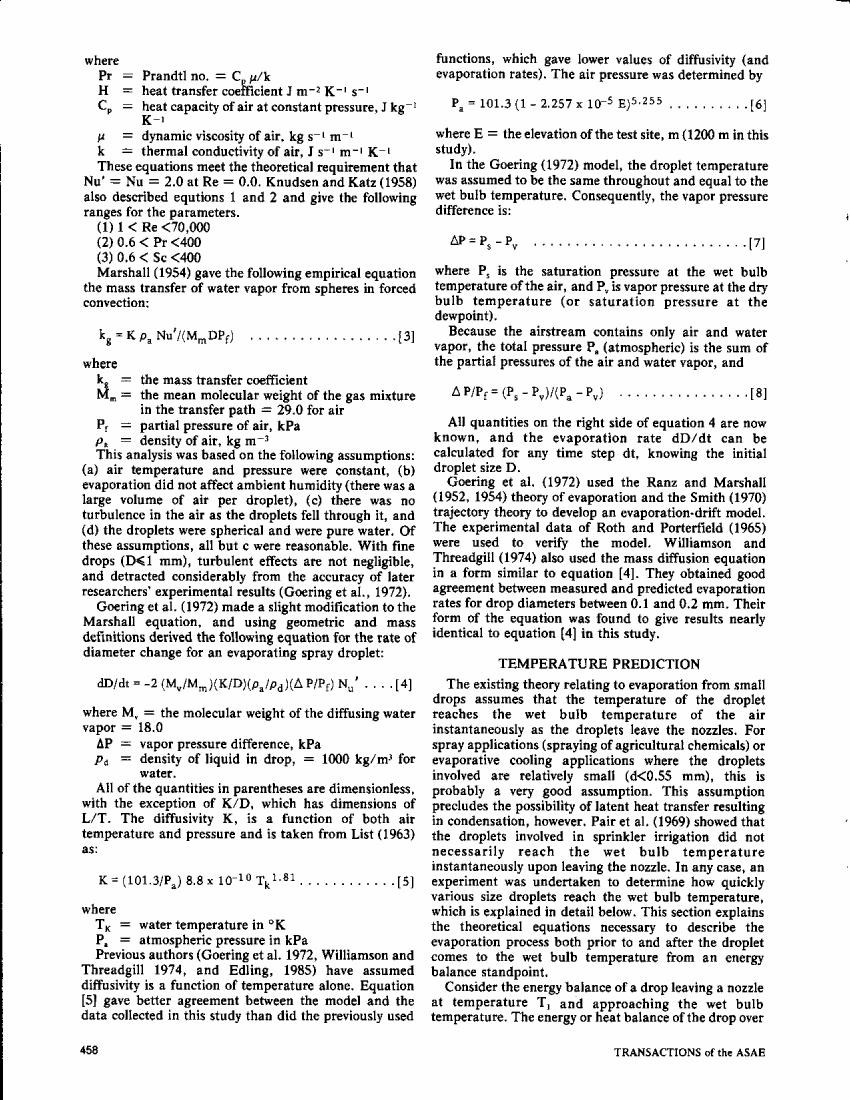 where
Pr = Prandtl no. = Cₚ μ/k
H = heat transfer coefficient J m⁻² K⁻¹ s⁻¹
Cₚ = heat capacity of air at constant pressure, J kg⁻¹
K⁻¹
μ = dynamic viscosity of air, kg s⁻¹ m⁻¹
k = thermal conductivity of air, J s⁻¹ m⁻¹ K⁻¹
These equations meet the theoretical requirement that
Nu' = Nu = 2.0 at Re = 0.0. Knudsen and Katz (1958)
also described equtions 1 and 2 and give the following
ranges for the parameters.
(1) 1 < Re <70,000
(2) 0.6 < Pr <400
(3) 0.6 < Sc <400
Marshall (1954) gave the following empirical equation
the mass transfer of water vapor from spheres in forced
convection:
k_g = K ρₐ Nu'/(Mₘ DP_f) .................. [3]
where
k_g = the mass transfer coefficient
Mₘ = the mean molecular weight of the gas mixture
in the transfer path = 29.0 for air
P_f = partial pressure of air, kPa
ρₐ = density of air, kg m⁻³
This analysis was based on the following assumptions:
(a) air temperature and pressure were constant, (b)
evaporation did not affect ambient humidity (there was a
large volume of air per droplet), (c) there was no
turbulence in the air as the droplets fell through it, and
(d) the droplets were spherical and were pure water. Of
these assumptions, all but c were reasonable. With fine
drops (D≤1 mm), turbulent effects are not negligible,
and detracted considerably from the accuracy of later
researchers' experimental results (Goering et al., 1972).
Goering et al. (1972) made a slight modification to the
Marshall equation, and using geometric and mass
definitions derived the following equation for the rate of
diameter change for an evaporating spray droplet:
dD/dt = -2 (Mᵥ/Mₘ)(K/D)(ρₐ/ρ_d)(Δ P/P_f) Nᵤ' .... [4]
where Mᵥ = the molecular weight of the diffusing water
vapor = 18.0
ΔP = vapor pressure difference, kPa
ρ_d = density of liquid in drop, = 1000 kg/m³ for
water.
All of the quantities in parentheses are dimensionless,
with the exception of K/D, which has dimensions of
L/T. The diffusivity K, is a function of both air
temperature and pressure and is taken from List (1963)
as:
K = (101.3/Pₐ) 8.8 x 10⁻¹⁰ Tₖ¹·⁸¹ ............ [5]
where
T_K = water temperature in °K
Pₐ = atmospheric pressure in kPa
Previous authors (Goering et al. 1972, Williamson and
Threadgill 1974, and Edling, 1985) have assumed
diffusivity is a function of temperature alone. Equation
[5] gave better agreement between the model and the
data collected in this study than did the previously used
functions, which gave lower values of diffusivity (and
evaporation rates). The air pressure was determined by
Pₐ = 101.3 (1 - 2.257 x 10⁻⁵ E)⁵·²⁵⁵ .......... [6]
where E = the elevation of the test site, m (1200 m in this
study).
In the Goering (1972) model, the droplet temperature
was assumed to be the same throughout and equal to the
wet bulb temperature. Consequently, the vapor pressure
difference is:
ΔP = Pₛ - Pᵥ .......................... [7]
where Pₛ is the saturation pressure at the wet bulb
temperature of the air, and Pᵥ is vapor pressure at the dry
bulb temperature (or saturation pressure at the
dewpoint).
Because the airstream contains only air and water
vapor, the total pressure Pₐ (atmospheric) is the sum of
the partial pressures of the air and water vapor, and
Δ P/P_f = (Pₛ - Pᵥ)/(Pₐ - Pᵥ) ................ [8]
All quantities on the right side of equation 4 are now
known, and the evaporation rate dD/dt can be
calculated for any time step dt, knowing the initial
droplet size D.
Goering et al. (1972) used the Ranz and Marshall
(1952, 1954) theory of evaporation and the Smith (1970)
trajectory theory to develop an evaporation-drift model.
The experimental data of Roth and Porterfield (1965)
were used to verify the model. Williamson and
Threadgill (1974) also used the mass diffusion equation
in a form similar to equation [4]. They obtained good
agreement between measured and predicted evaporation
rates for drop diameters between 0.1 and 0.2 mm. Their
form of the equation was found to give results nearly
identical to equation [4] in this study.
TEMPERATURE PREDICTION
The existing theory relating to evaporation from small
drops assumes that the temperature of the droplet
reaches the wet bulb temperature of the air
instantaneously as the droplets leave the nozzles. For
spray applications (spraying of agricultural chemicals) or
evaporative cooling applications where the droplets
involved are relatively small (d<0.55 mm), this is
probably a very good assumption. This assumption
precludes the possibility of latent heat transfer resulting
in condensation, however. Pair et al. (1969) showed that
the droplets involved in sprinkler irrigation did not
necessarily reach the wet bulb temperature
instantaneously upon leaving the nozzle. In any case, an
experiment was undertaken to determine how quickly
various size droplets reach the wet bulb temperature,
which is explained in detail below. This section explains
the theoretical equations necessary to describe the
evaporation process both prior to and after the droplet
comes to the wet bulb temperature from an energy
balance standpoint.
Consider the energy balance of a drop leaving a nozzle
at temperature T₁ and approaching the wet bulb
temperature. The energy or heat balance of the drop over
458
TRANSACTIONS of the ASAE